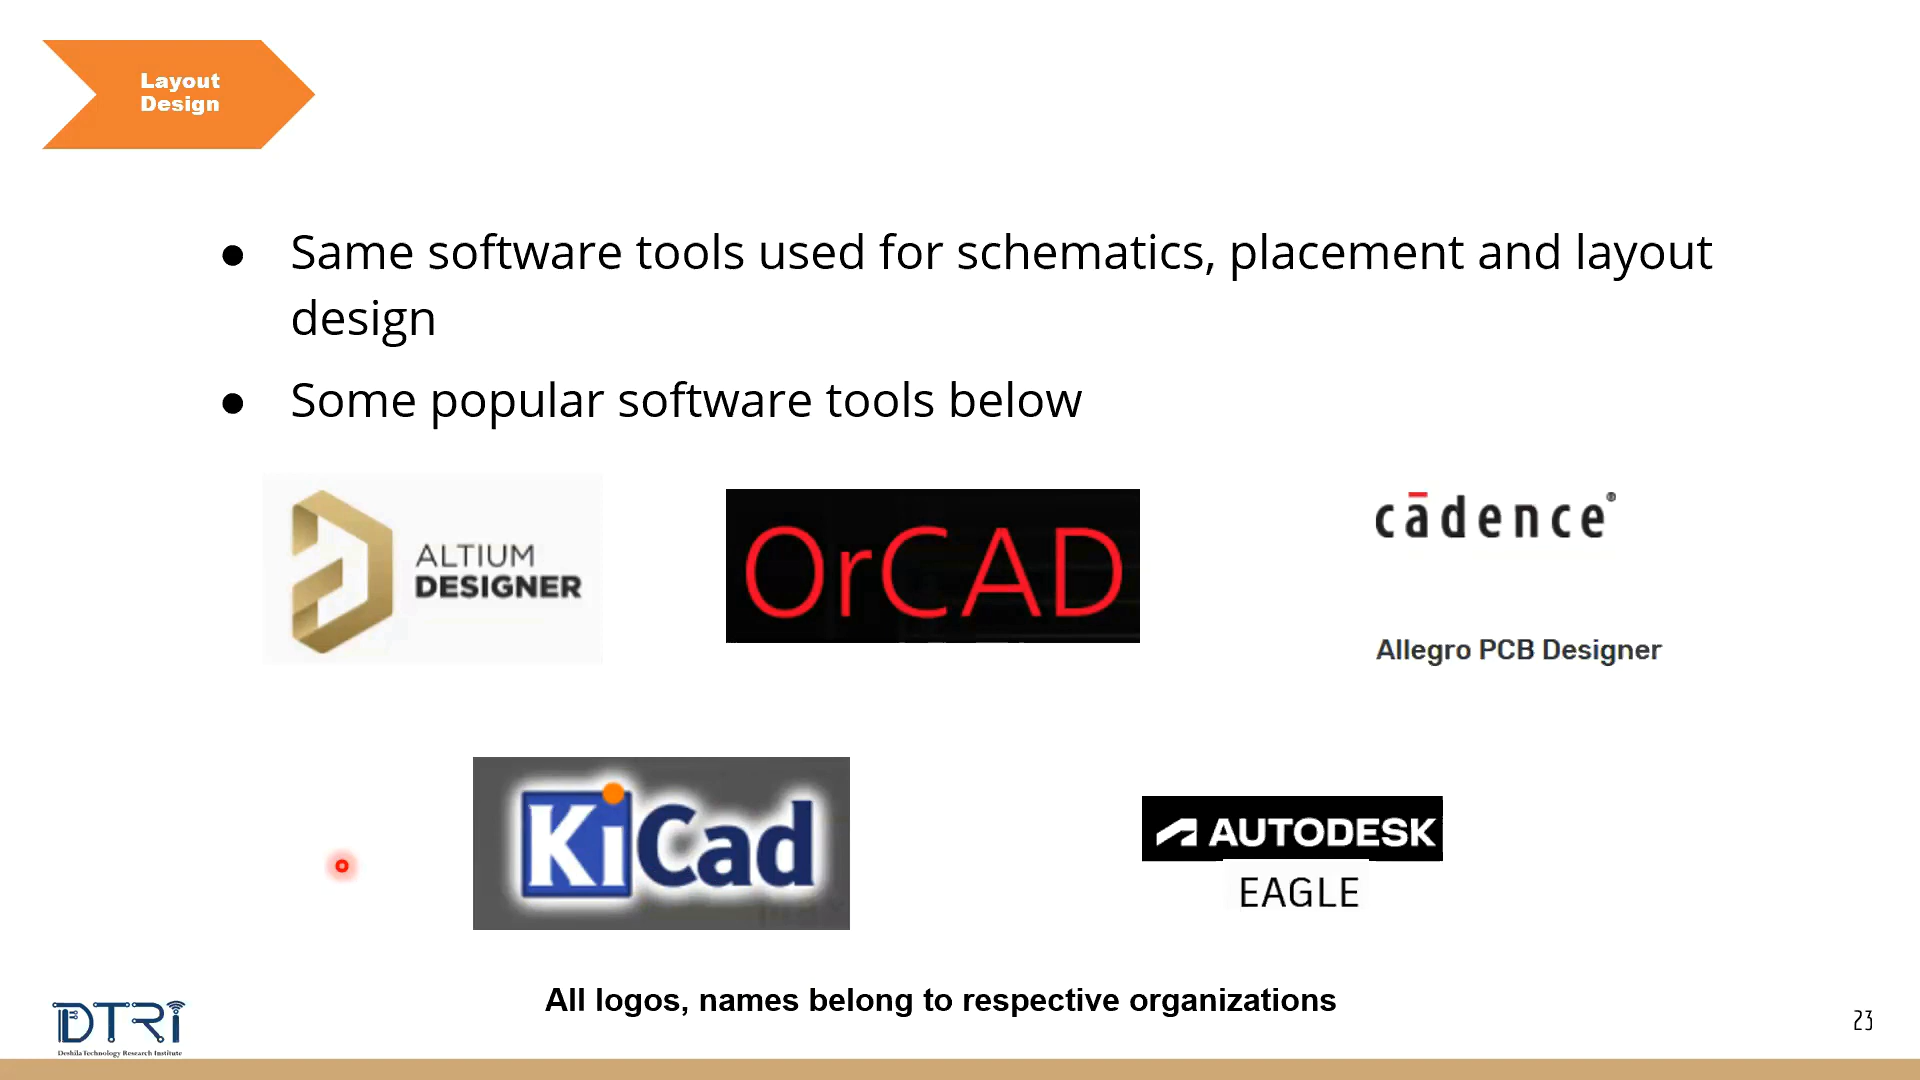 Layout
Design
● Same software tools used for schematics, placement and layout
design
● Some popular software tools below
ALTIUM
DESIGNER
OrCAD
cādence®
Allegro PCB Designer
KiCad
AUTODESK
EAGLE
All logos, names belong to respective organizations
DTRi
Deshila Technology Research Institute
23